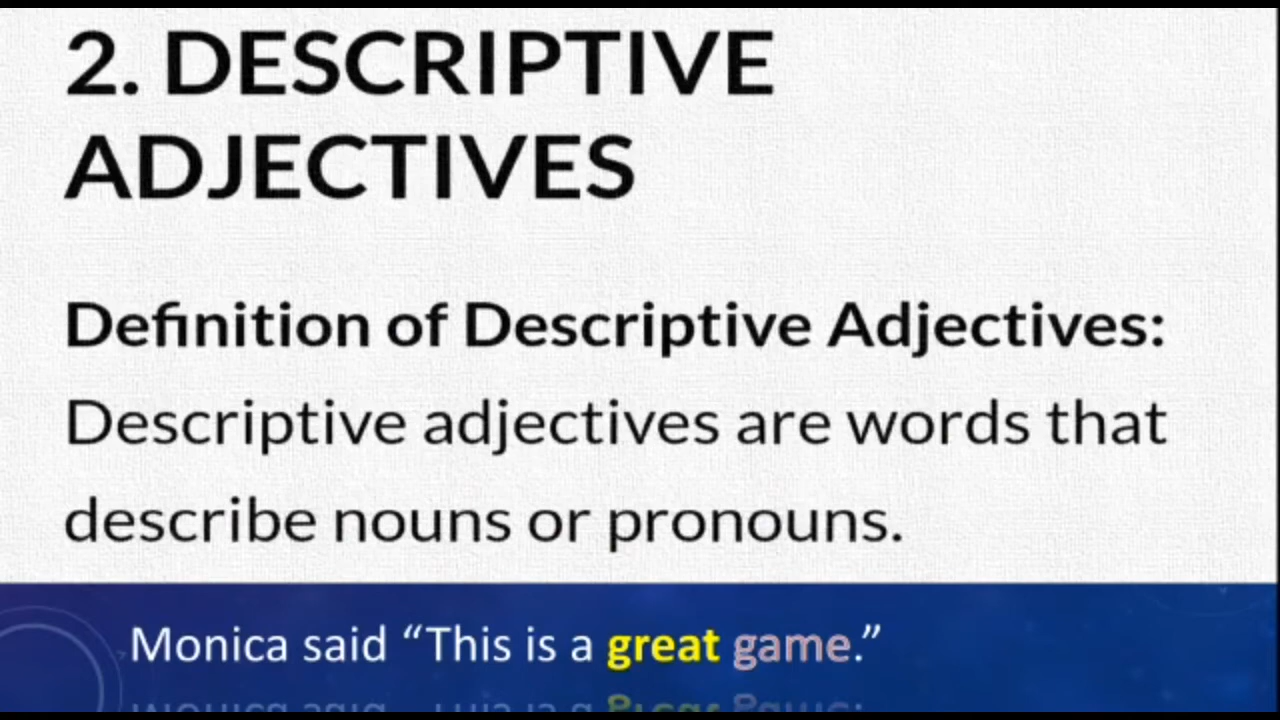 2. DESCRIPTIVE
ADJECTIVES
Definition of Descriptive Adjectives:
Descriptive adjectives are words that
describe nouns or pronouns.
Monica said “This is a great game.”